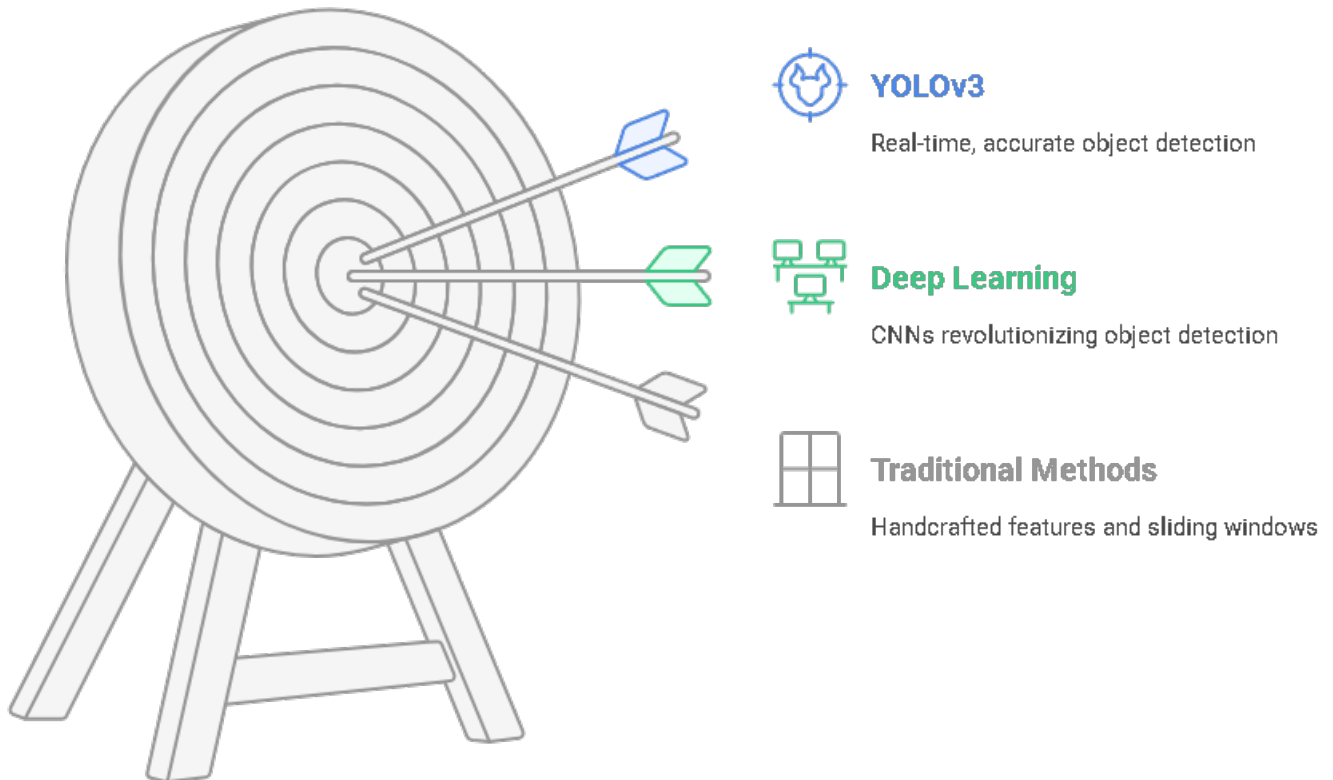 YOLOv3
Real-time, accurate object detection
Deep Learning
CNNs revolutionizing object detection
Traditional Methods
Handcrafted features and sliding windows